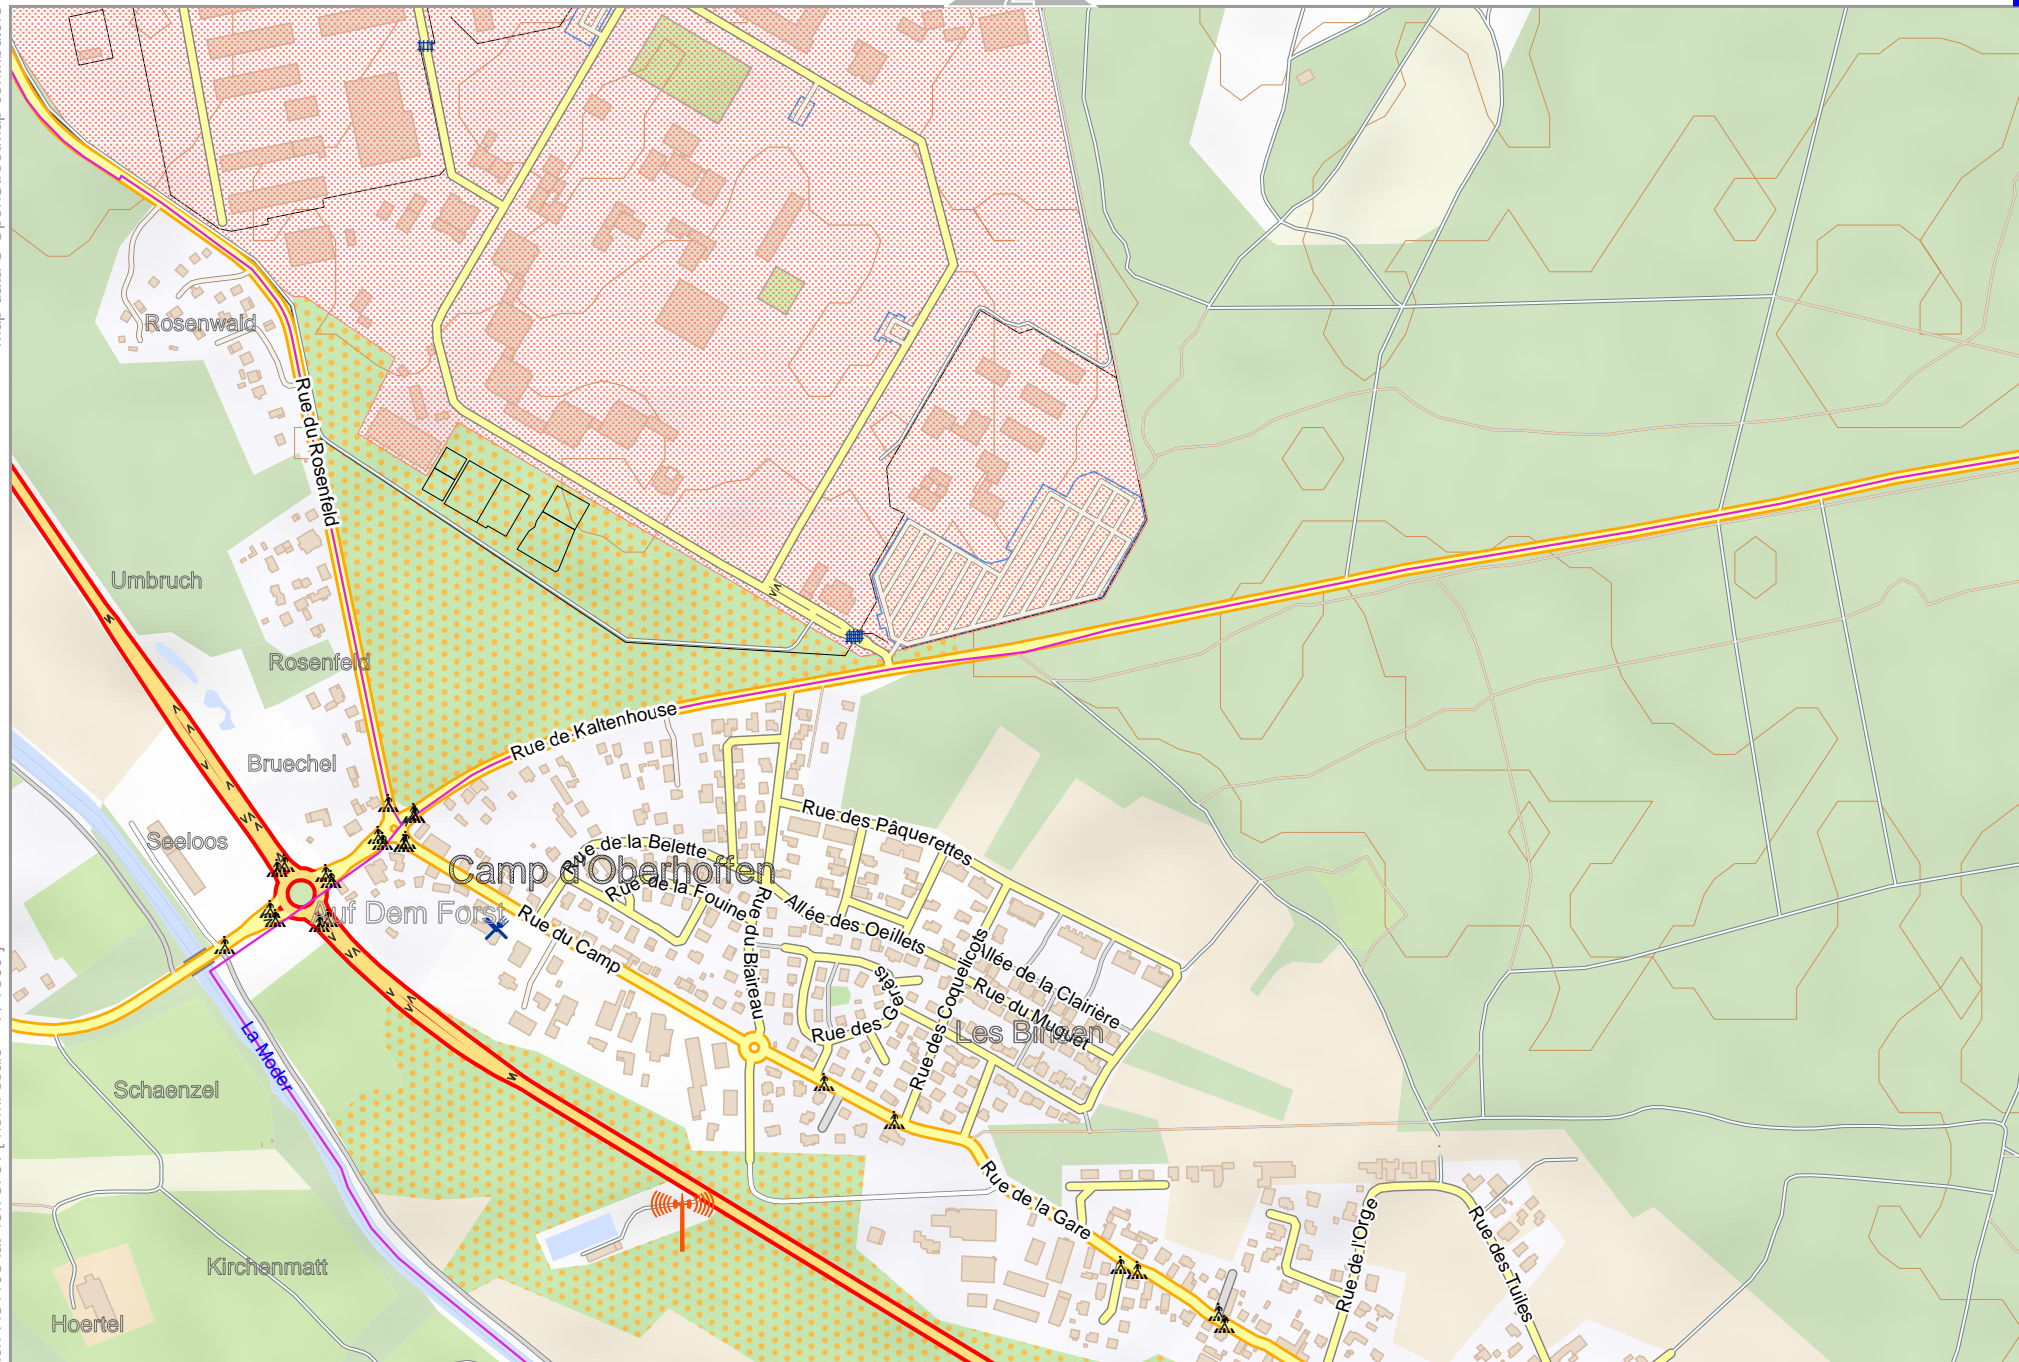 Rosenwald
Rue du Rosenfeld
Umbruch
Rosenfeld
Rue de Kaltenhouse
Bruechel
Seeloos
Rue des Pâquerettes
Rue de la Belette
Camp d'Oberhoffen
Rue de la Fouine
Auf Dem Forst
Rue du Camp
Rue du Blaireau
Allée des Oeillets
Rue des Coquelicots
Allée de la Clairière
Rue du Muguet
Rue des Genêts
Les Binsen
La Moder
Schaenzel
Rue de la Gare
Rue de l'Orge
Rue des Tuiles
Kirchenmatt
Hoertel